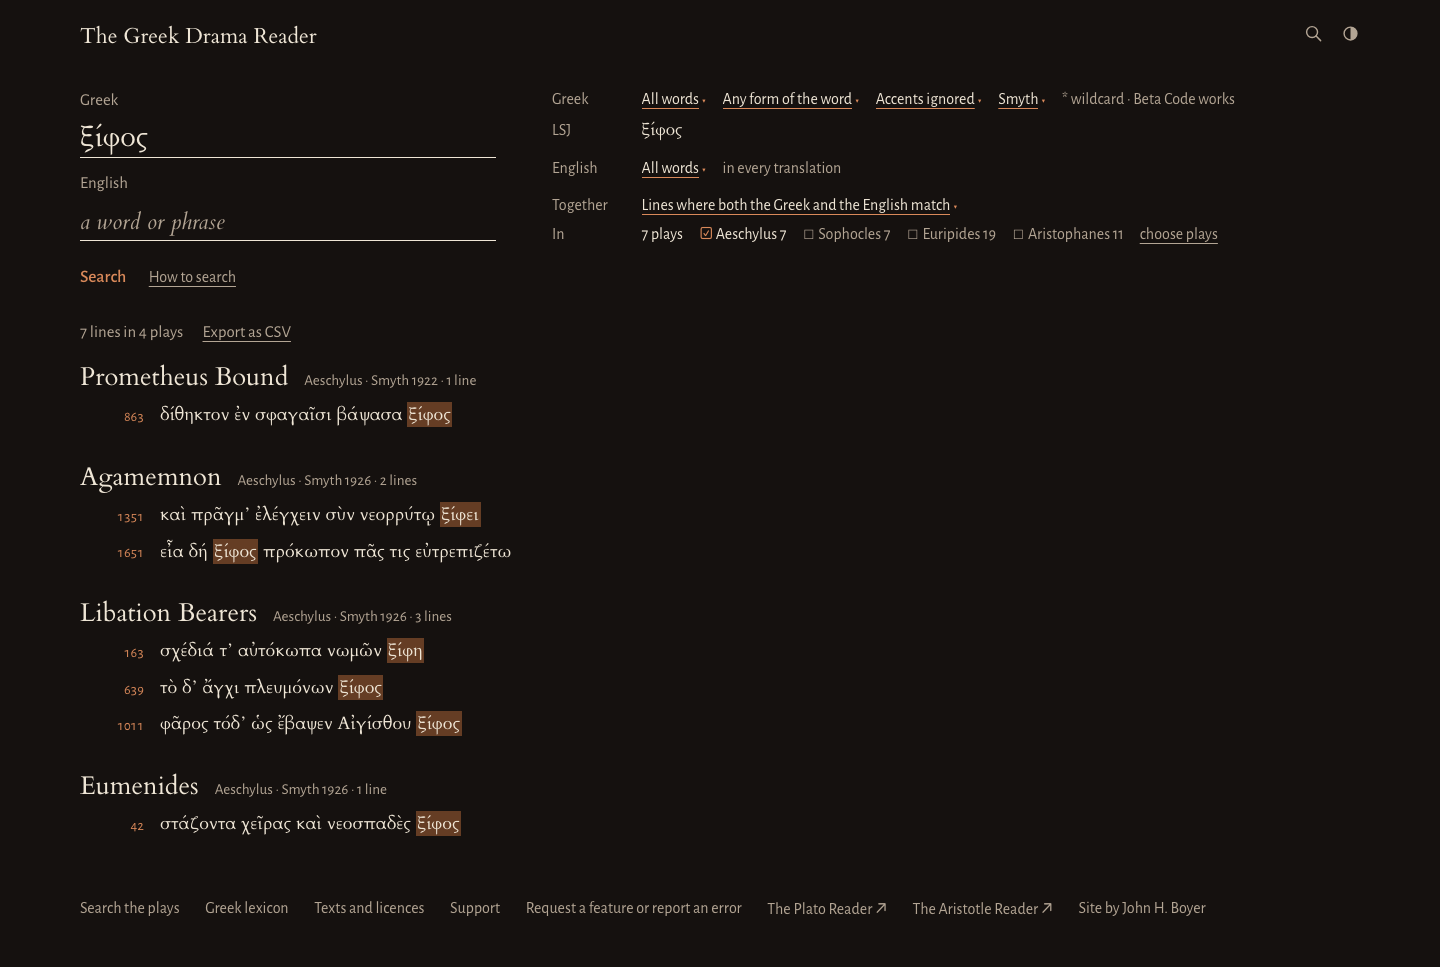 The Greek Drama Reader
Greek
ξίφος
English
a word or phrase
Search How to search
Greek All words Any form of the word Accents ignored Smyth * wildcard · Beta Code works
LSJ ξίφος
English All words in every translation
Together Lines where both the Greek and the English match
In 7 plays Aeschylus 7 Sophocles 7 Euripides 19 Aristophanes 11 choose plays
7 lines in 4 plays Export as CSV
Prometheus Bound Aeschylus · Smyth 1922 · 1 line
863 δίθηκτον ἐν σφαγαῖσι βάψασα ξίφος
Agamemnon Aeschylus · Smyth 1926 · 2 lines
1351 καὶ πρᾶγμ’ ἐλέγχειν σὺν νεορρύτῳ ξίφει
1651 εἶα δή ξίφος πρόκωπον πᾶς τις εὐτρεπιζέτω
Libation Bearers Aeschylus · Smyth 1926 · 3 lines
163 σχέδιά τ’ αὐτόκωπα νωμῶν ξίφη
639 τὸ δ’ ἄγχι πλευμόνων ξίφος
1011 φᾶρος τόδ’ ὡς ἔβαψεν Αἰγίσθου ξίφος
Eumenides Aeschylus · Smyth 1926 · 1 line
42 στάζοντα χεῖρας καὶ νεοσπαδὲς ξίφος
Search the plays Greek lexicon Texts and licences Support Request a feature or report an error The Plato Reader ↗ The Aristotle Reader ↗ Site by John H. Boyer